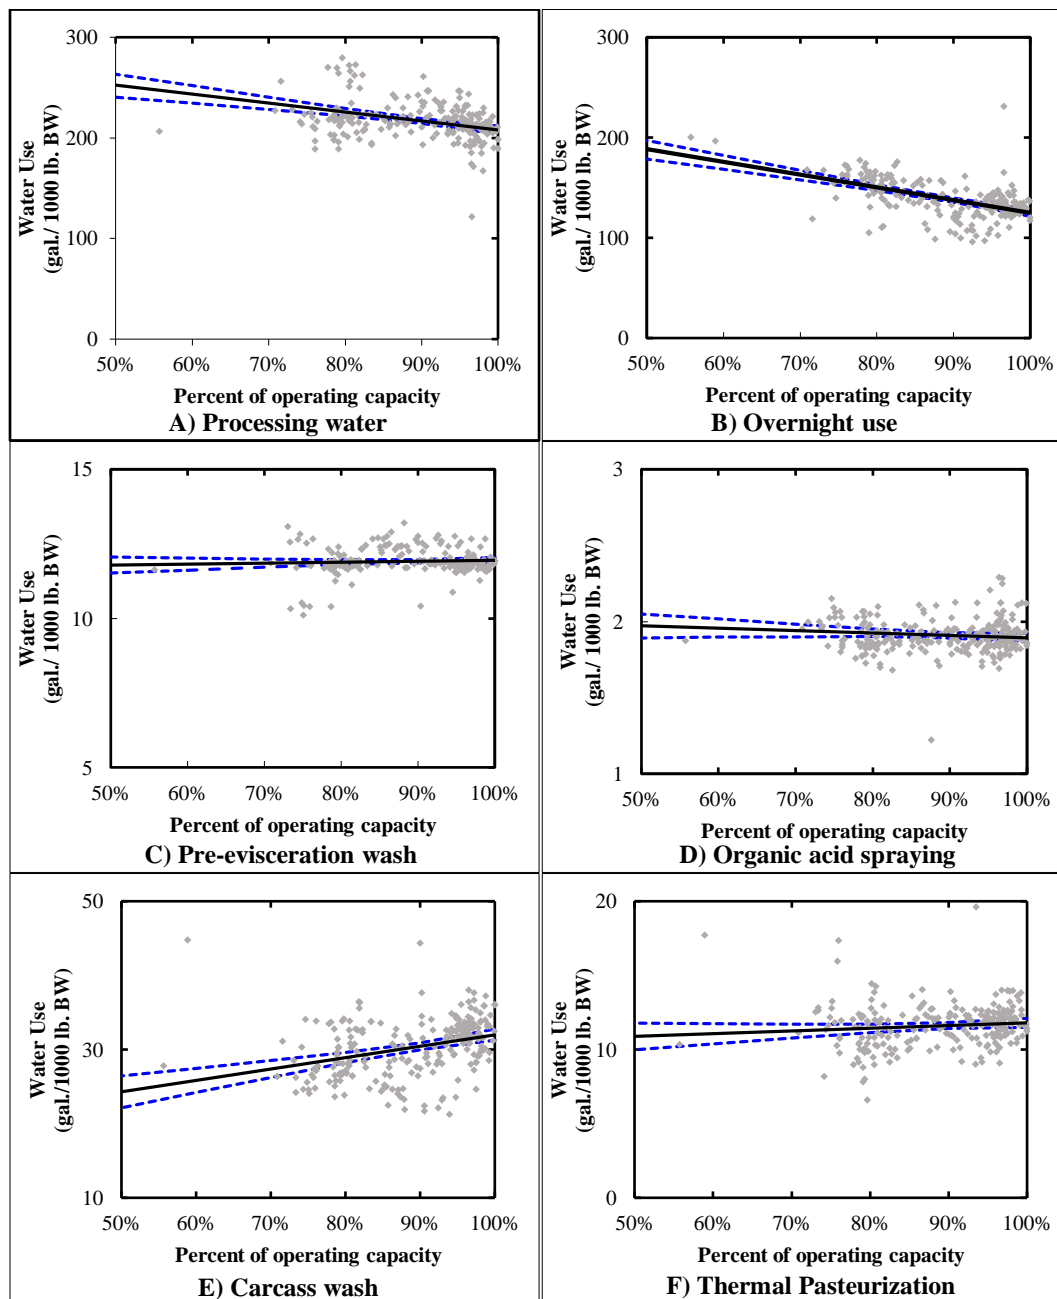 300
200
100
0
Water Use
(gal./ 1000 lb. BW)
50% 60% 70% 80% 90% 100%
Percent of operating capacity
A) Processing water
300
200
100
0
Water Use
(gal./ 1000 lb. BW)
50% 60% 70% 80% 90% 100%
Percent of operating capacity
B) Overnight use
15
10
5
Water Use
(gal./ 1000 lb. BW)
50% 60% 70% 80% 90% 100%
Percent of operating capacity
C) Pre-evisceration wash
3
2
1
Water Use
(gal./ 1000 lb. BW)
50% 60% 70% 80% 90% 100%
Percent of operating capacity
D) Organic acid spraying
50
30
10
Water Use
(gal./1000 lb. BW)
50% 60% 70% 80% 90% 100%
Percent of operating capacity
E) Carcass wash
20
10
0
Water Use
(gal./1000 lb. BW)
50% 60% 70% 80% 90% 100%
Percent of operating capacity
F) Thermal Pasteurization